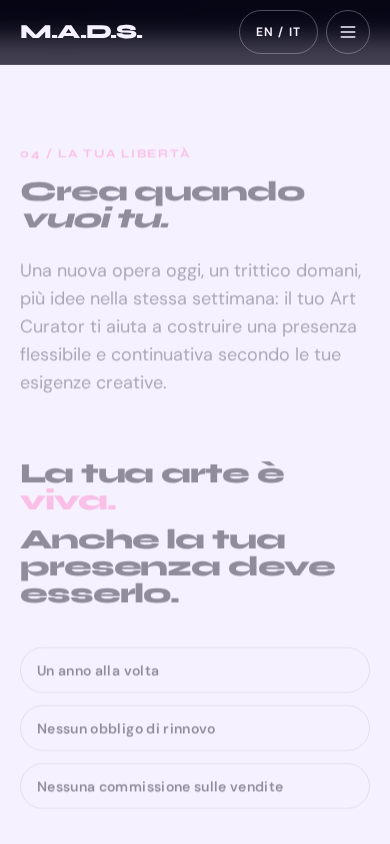 M.A.D.S.
EN / IT
04 / LA TUA LIBERTÀ
Crea quando
vuoi tu.
Una nuova opera oggi, un trittico domani,
più idee nella stessa settimana: il tuo Art
Curator ti aiuta a costruire una presenza
flessibile e continuativa secondo le tue
esigenze creative.
La tua arte è
viva.
Anche la tua
presenza deve
esserlo.
Un anno alla volta
Nessun obbligo di rinnovo
Nessuna commissione sulle vendite